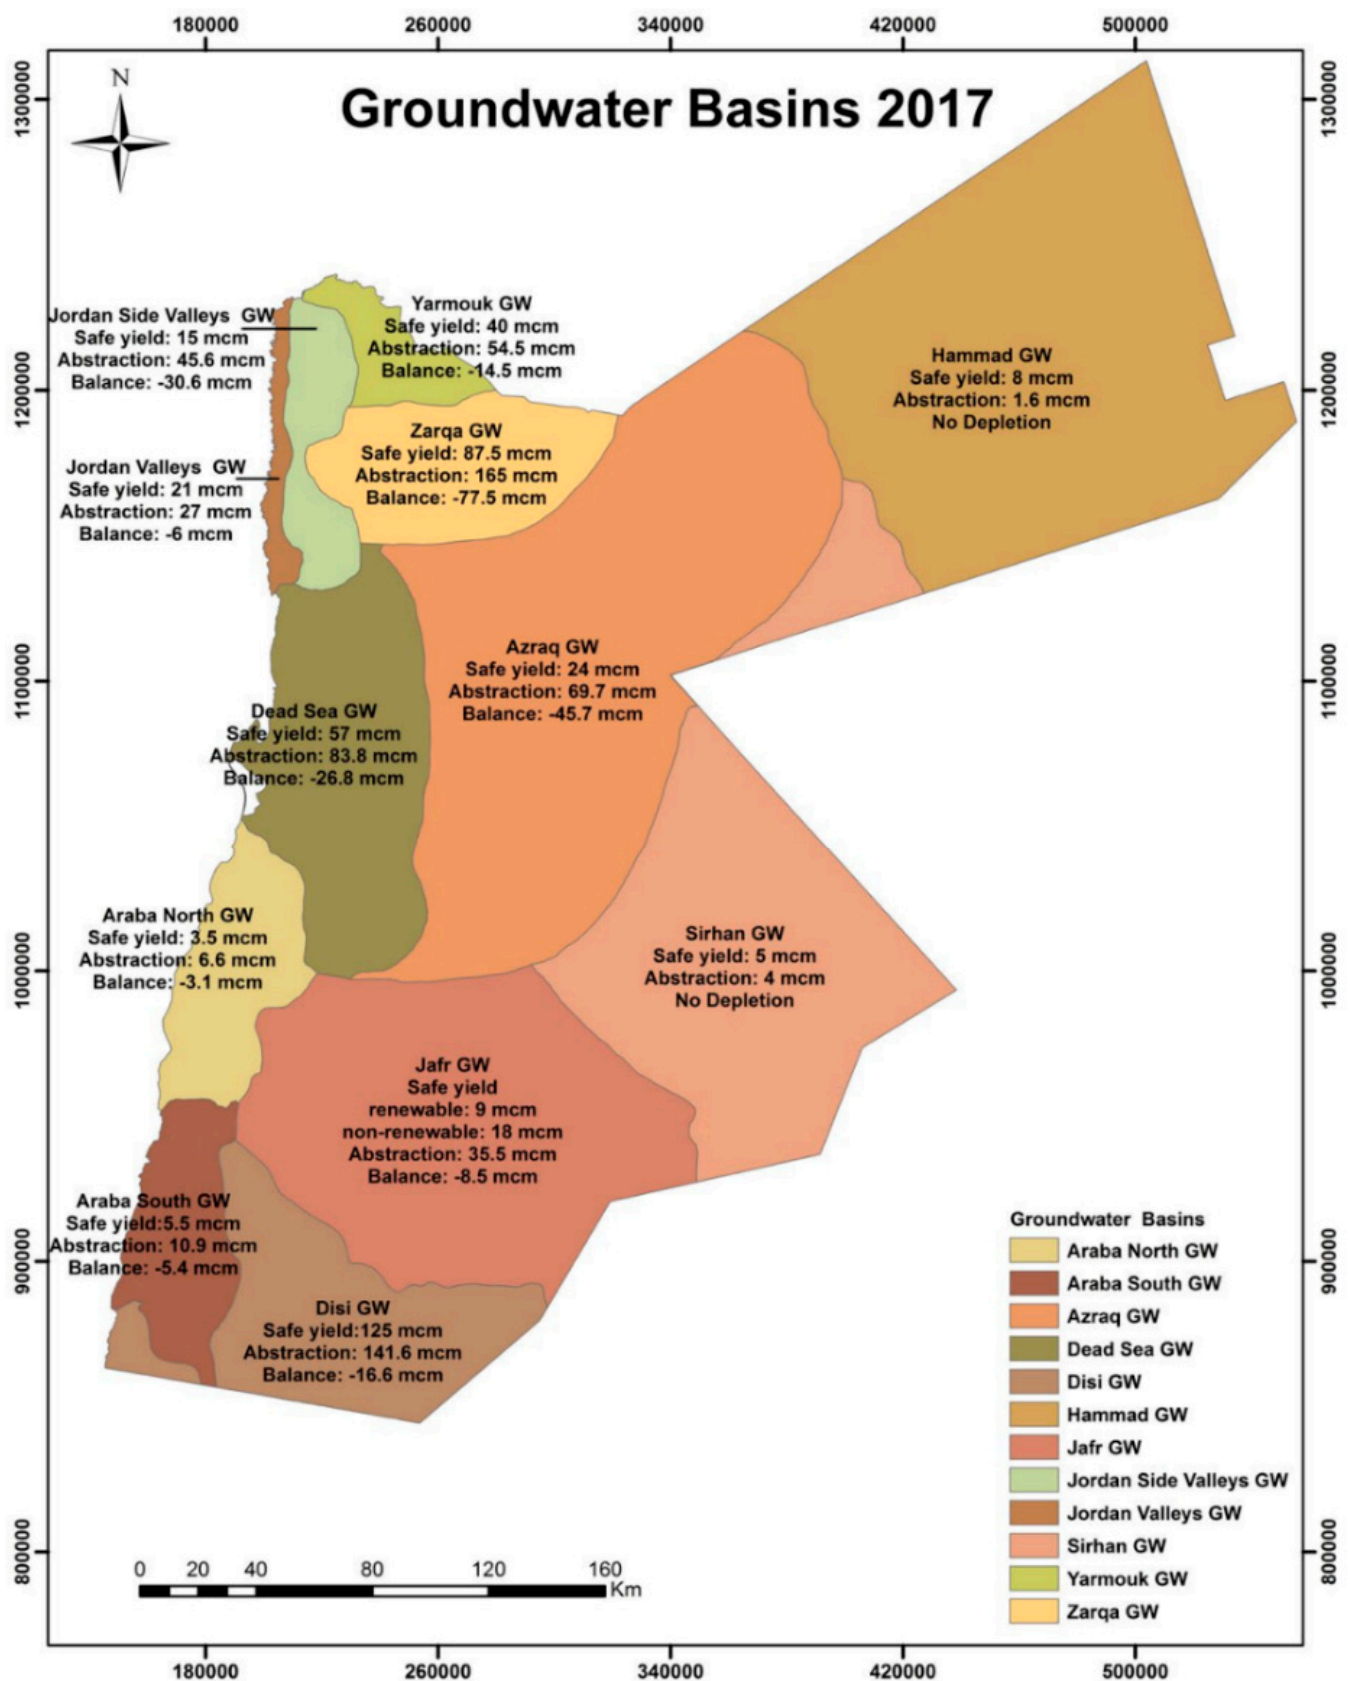 180000 260000 340000 420000 500000
N
Groundwater Basins 2017
1300000
1300000
Jordan Side Valleys GW
Safe yield: 15 mcm
Abstraction: 45.6 mcm
Balance: -30.6 mcm
Yarmouk GW
Safe yield: 40 mcm
Abstraction: 54.5 mcm
Balance: -14.5 mcm
Hammad GW
Safe yield: 8 mcm
Abstraction: 1.6 mcm
No Depletion
1200000
1200000
Zarqa GW
Safe yield: 87.5 mcm
Abstraction: 165 mcm
Balance: -77.5 mcm
Jordan Valleys GW
Safe yield: 21 mcm
Abstraction: 27 mcm
Balance: -6 mcm
Azraq GW
Safe yield: 24 mcm
Abstraction: 69.7 mcm
Balance: -45.7 mcm
1100000
1100000
Dead Sea GW
Safe yield: 57 mcm
Abstraction: 83.8 mcm
Balance: -26.8 mcm
Araba North GW
Safe yield: 3.5 mcm
Abstraction: 6.6 mcm
Balance: -3.1 mcm
Sirhan GW
Safe yield: 5 mcm
Abstraction: 4 mcm
No Depletion
1000000
1000000
Jafr GW
Safe yield
renewable: 9 mcm
non-renewable: 18 mcm
Abstraction: 35.5 mcm
Balance: -8.5 mcm
Araba South GW
Safe yield:5.5 mcm
Abstraction: 10.9 mcm
Balance: -5.4 mcm
900000
900000
Disi GW
Safe yield:125 mcm
Abstraction: 141.6 mcm
Balance: -16.6 mcm
Groundwater Basins
Araba North GW
Araba South GW
Azraq GW
Dead Sea GW
Disi GW
Hammad GW
Jafr GW
Jordan Side Valleys GW
Jordan Valleys GW
Sirhan GW
Yarmouk GW
Zarqa GW
800000
800000
0 20 40 80 120 160
Km
180000 260000 340000 420000 500000